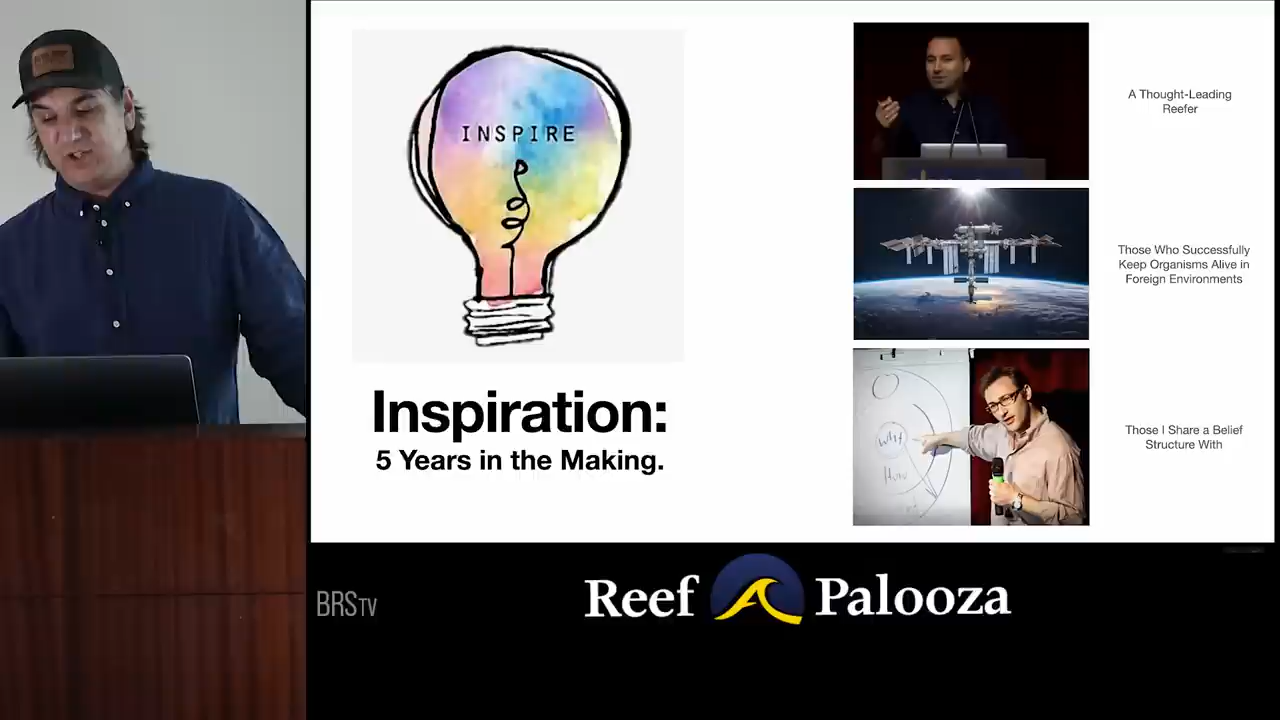 INSPIRE
Inspiration:
5 Years in the Making.
A Thought-Leading
Reefer
Those Who Successfully
Keep Organisms Alive in
Foreign Environments
WHY
Those I Share a Belief
Structure With
BRSTV
Reef Palooza